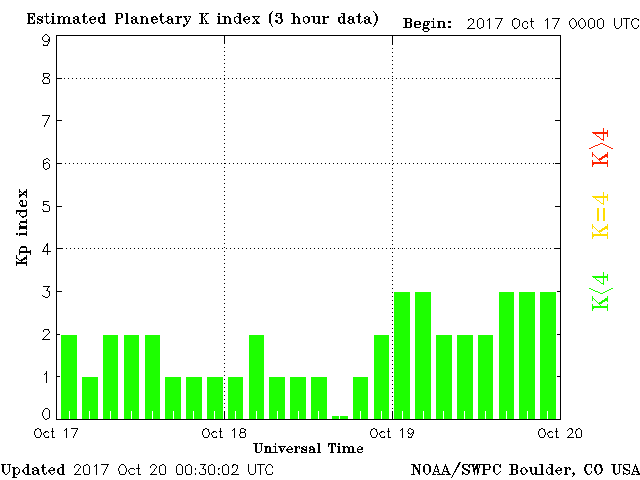 Estimated Planetary K index (3 hour data) Begin: 2017 Oct 17 0000 UTC
9
8
7
6
5
4
3
2
1
0
Kp index
K>4
K=4
K<4
Oct 17 Oct 18 Oct 19 Oct 20
Universal Time
Updated 2017 Oct 20 00:30:02 UTC NOAA/SWPC Boulder, CO USA